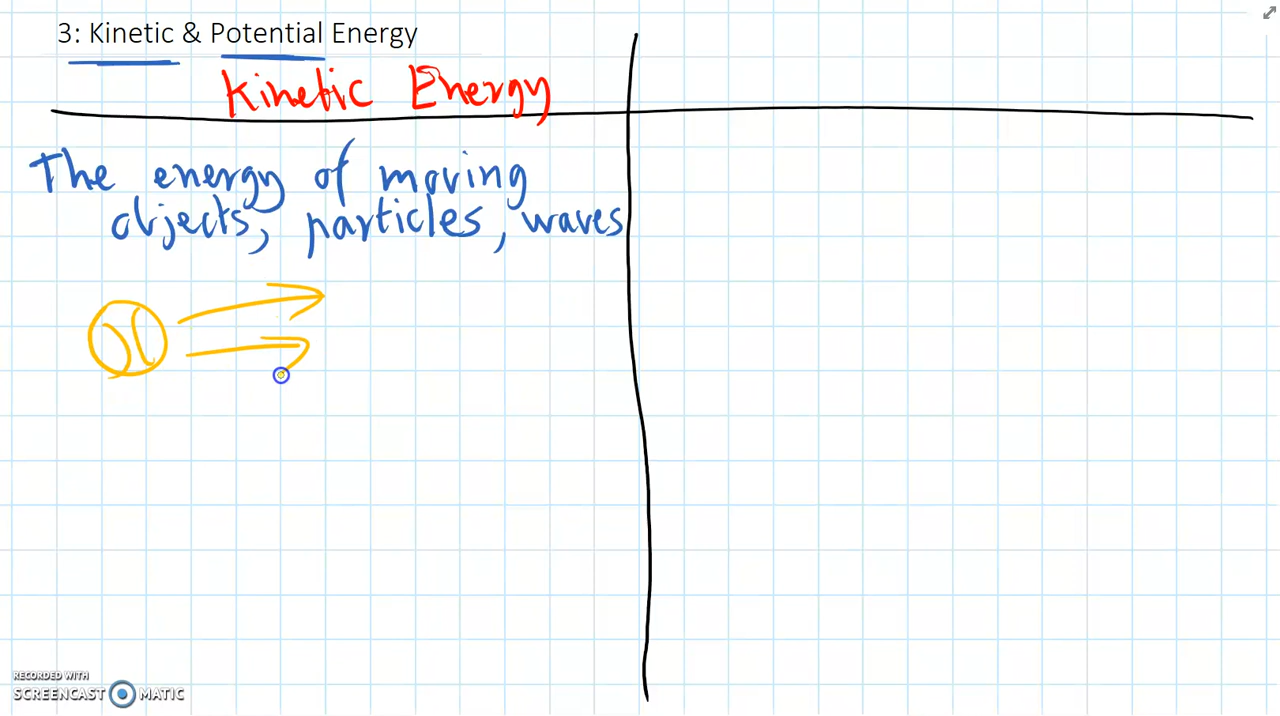 3: Kinetic & Potential Energy
Kinetic Energy
The energy of moving
objects, particles, waves
RECORDED WITH
SCREENCAST MATIC